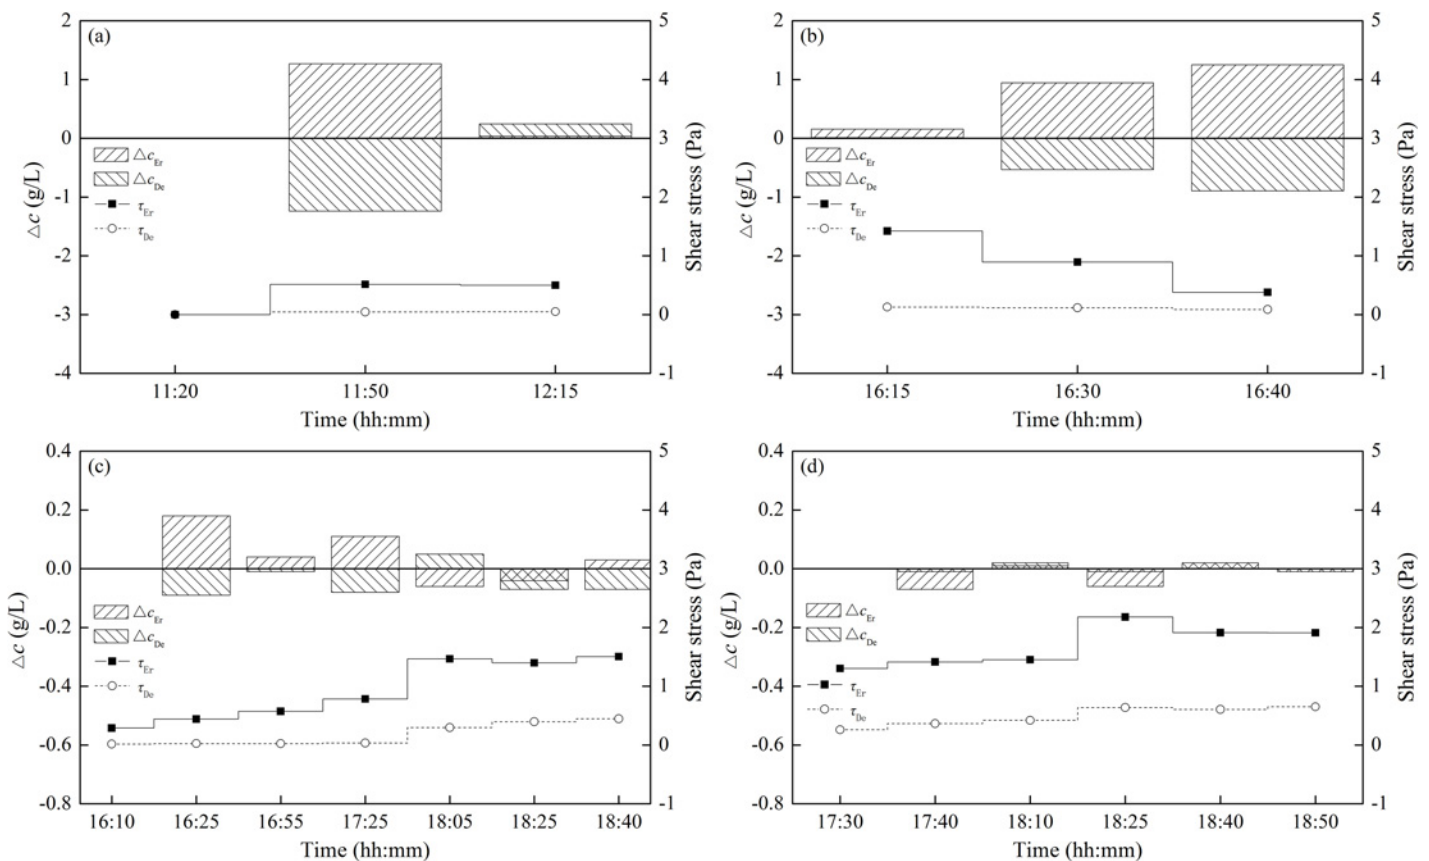 (a)
2
1
0
-1
-2
-3
-4
△c (g/L)
△cEr
△cDe
τEr
τDe
5
4
3
2
1
0
-1
Shear stress (Pa)
11:20 11:50 12:15
Time (hh:mm)
(b)
2
1
0
-1
-2
-3
-4
△c (g/L)
△cEr
△cDe
τEr
τDe
5
4
3
2
1
0
-1
Shear stress (Pa)
16:15 16:30 16:40
Time (hh:mm)
(c)
0.4
0.2
0.0
-0.2
-0.4
-0.6
-0.8
△c (g/L)
△cEr
△cDe
τEr
τDe
5
4
3
2
1
0
-1
Shear stress (Pa)
16:10 16:25 16:55 17:25 18:05 18:25 18:40
Time (hh:mm)
(d)
0.4
0.2
0.0
-0.2
-0.4
-0.6
-0.8
△c (g/L)
△cEr
△cDe
τEr
τDe
5
4
3
2
1
0
-1
Shear stress (Pa)
17:30 17:40 18:10 18:25 18:40 18:50
Time (hh:mm)